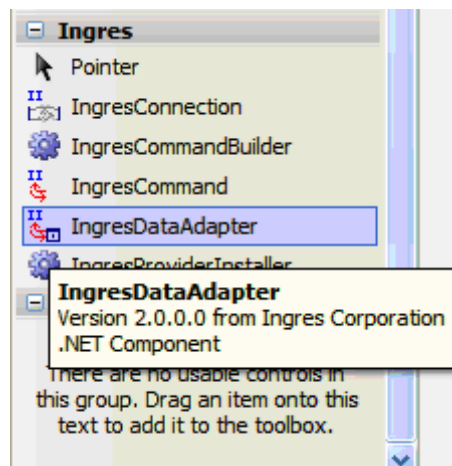 Ingres
Pointer
IngresConnection
IngresCommandBuilder
IngresCommand
IngresDataAdapter
IngresProviderInstaller
IngresDataAdapter
Version 2.0.0.0 from Ingres Corporation
.NET Component
There are no usable controls in
this group. Drag an item onto this
text to add it to the toolbox.